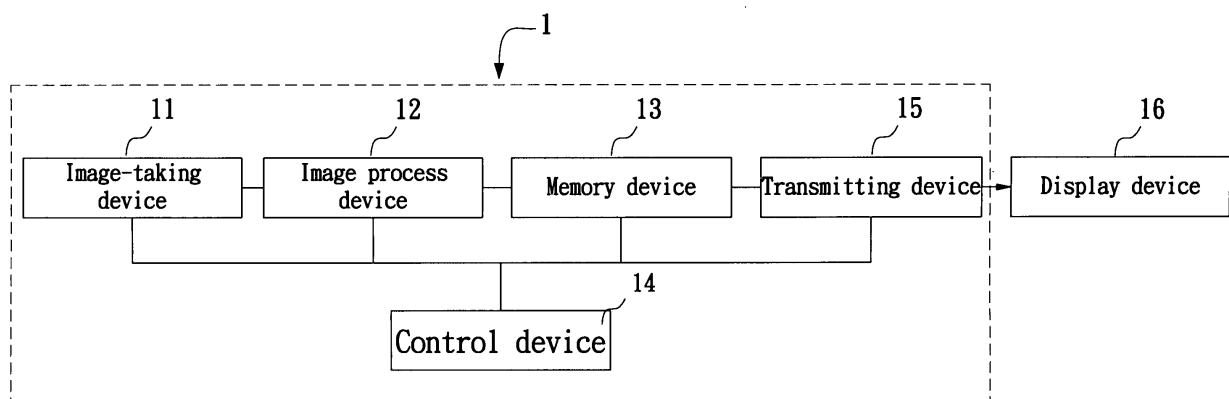 1
11
12
13
15
16
Image-taking
device
Image process
device
Memory device
Transmitting device
Display device
14
Control device